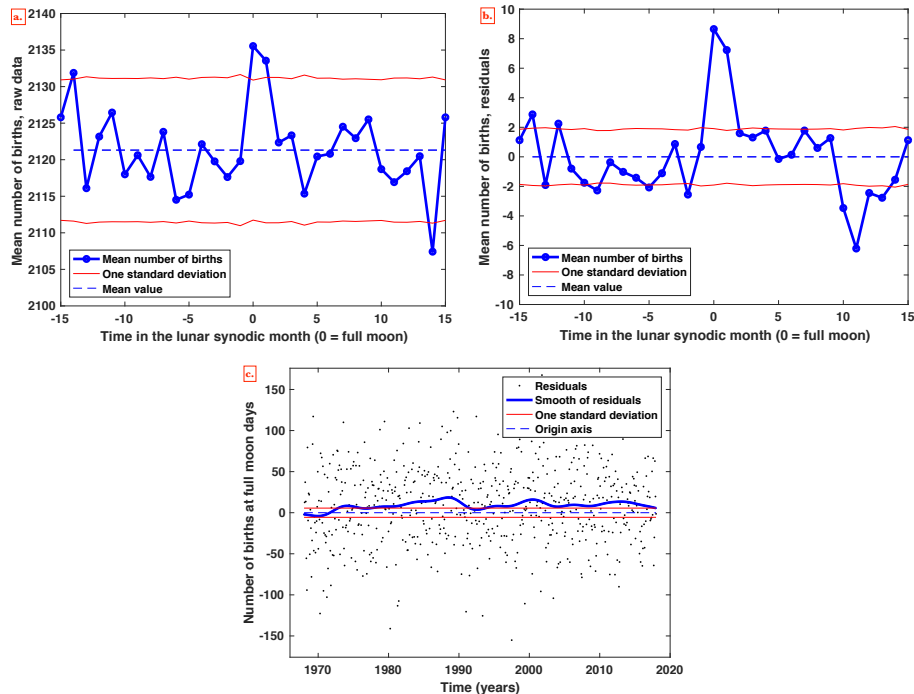 a.
Mean number of births, raw data
2140
2135
2130
2125
2120
2115
2110
2105
2100
-15
-10
-5
0
5
10
15
Mean number of births
One standard deviation
Mean value
Time in the lunar synodic month (0 = full moon)
b.
Mean number of births, residuals
10
8
6
4
2
0
-2
-4
-6
-8
-10
-15
-10
-5
0
5
10
15
Mean number of births
One standard deviation
Mean value
Time in the lunar synodic month (0 = full moon)
c.
Number of births at full moon days
150
100
50
0
-50
-100
-150
1970
1980
1990
2000
2010
2020
Residuals
Smooth of residuals
One standard deviation
Origin axis
Time (years)